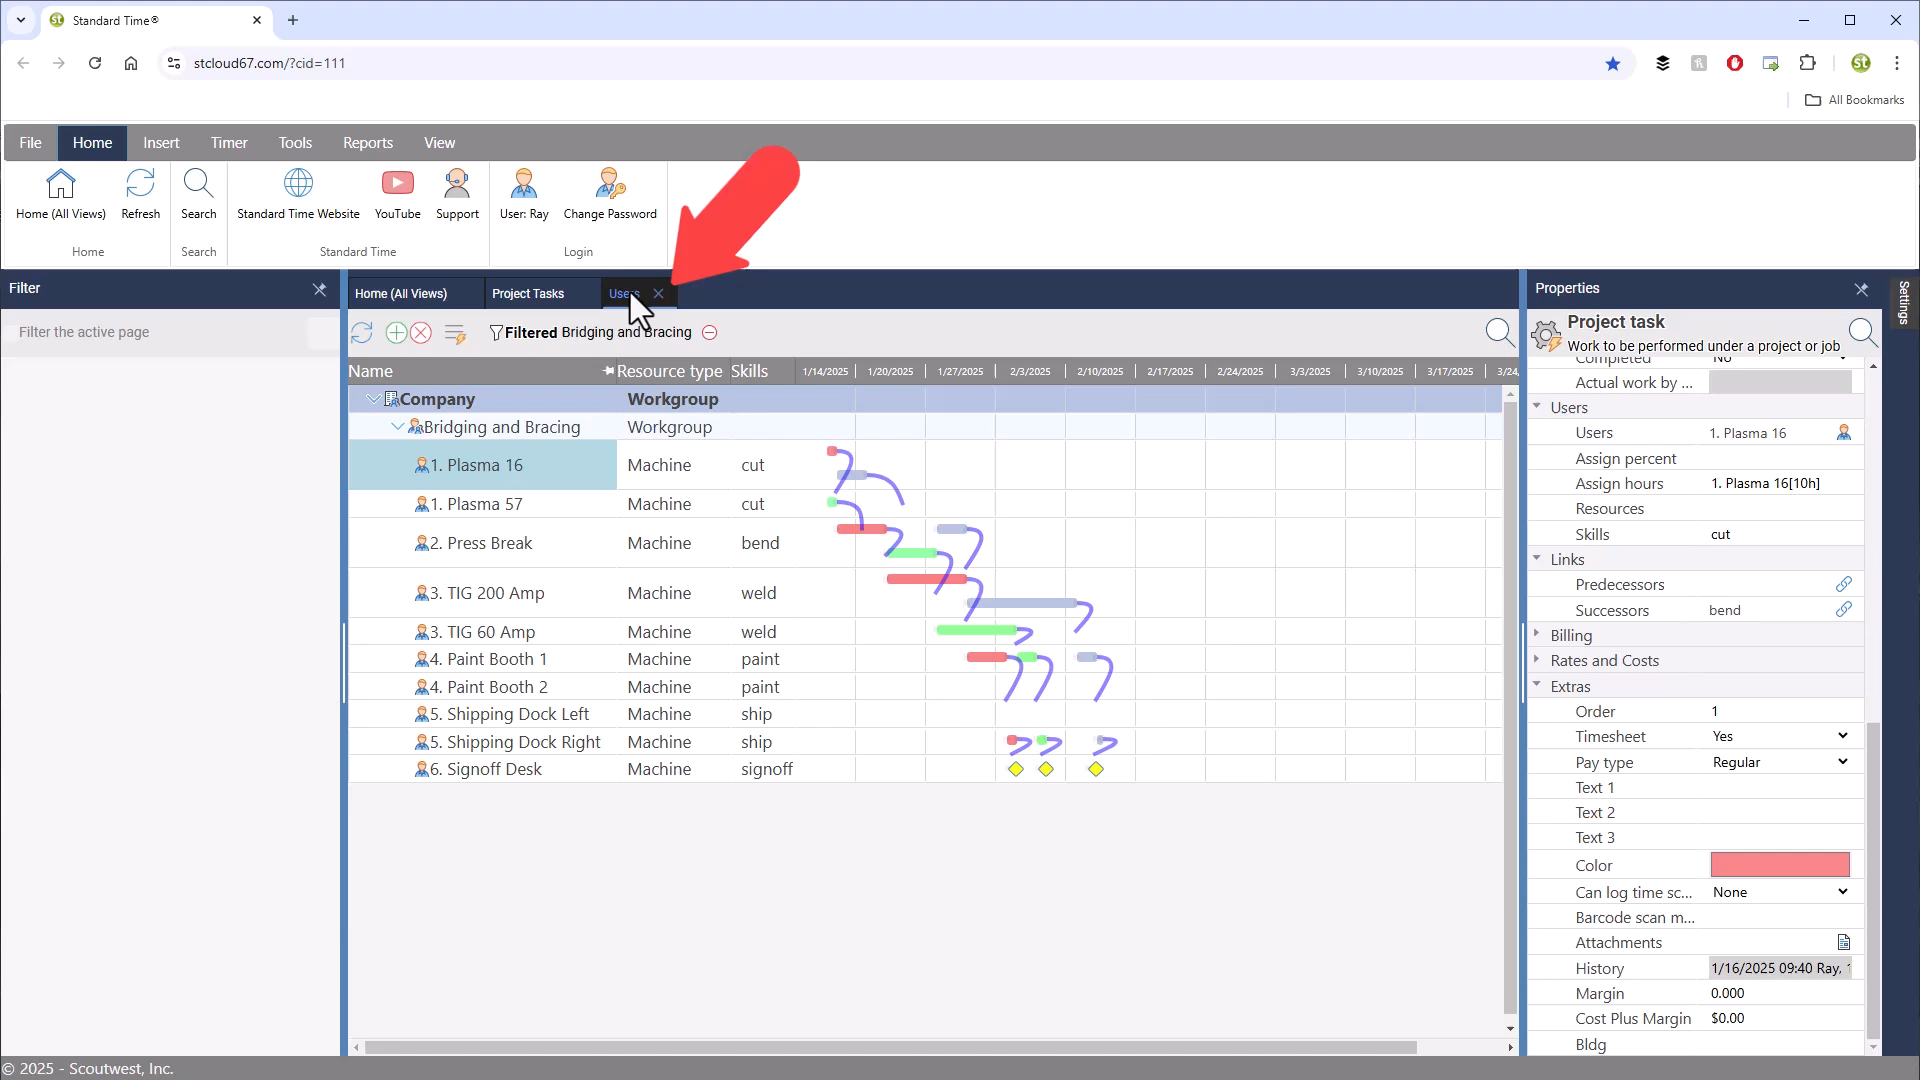 Standard Time®
stcloud67.com/?cid=111
All Bookmarks
File Home Insert Timer Tools Reports View
Home (All Views) Refresh Search Standard Time Website YouTube Support User: Ray Change Password
Home Search Standard Time Login
Filter
Filter the active page
Home (All Views) Project Tasks Users
Filtered Bridging and Bracing
Name Resource type Skills 1/14/2025 1/20/2025 1/27/2025 2/3/2025 2/10/2025 2/17/2025 2/24/2025 3/3/2025 3/10/2025 3/17/2025 3/24
Company Workgroup
Bridging and Bracing Workgroup
1. Plasma 16 Machine cut
1. Plasma 57 Machine cut
2. Press Break Machine bend
3. TIG 200 Amp Machine weld
3. TIG 60 Amp Machine weld
4. Paint Booth 1 Machine paint
4. Paint Booth 2 Machine paint
5. Shipping Dock Left Machine ship
5. Shipping Dock Right Machine ship
6. Signoff Desk Machine signoff
Properties
Settings
Project task
Work to be performed under a project or job
Completed No
Actual work by ...
Users
Users 1. Plasma 16
Assign percent
Assign hours 1. Plasma 16[10h]
Resources
Skills cut
Links
Predecessors
Successors bend
Billing
Rates and Costs
Extras
Order 1
Timesheet Yes
Pay type Regular
Text 1
Text 2
Text 3
Color
Can log time sc... None
Barcode scan m...
Attachments
History 1/16/2025 09:40 Ray, 1
Margin 0.000
Cost Plus Margin $0.00
Bldg
© 2025 - Scoutwest, Inc.